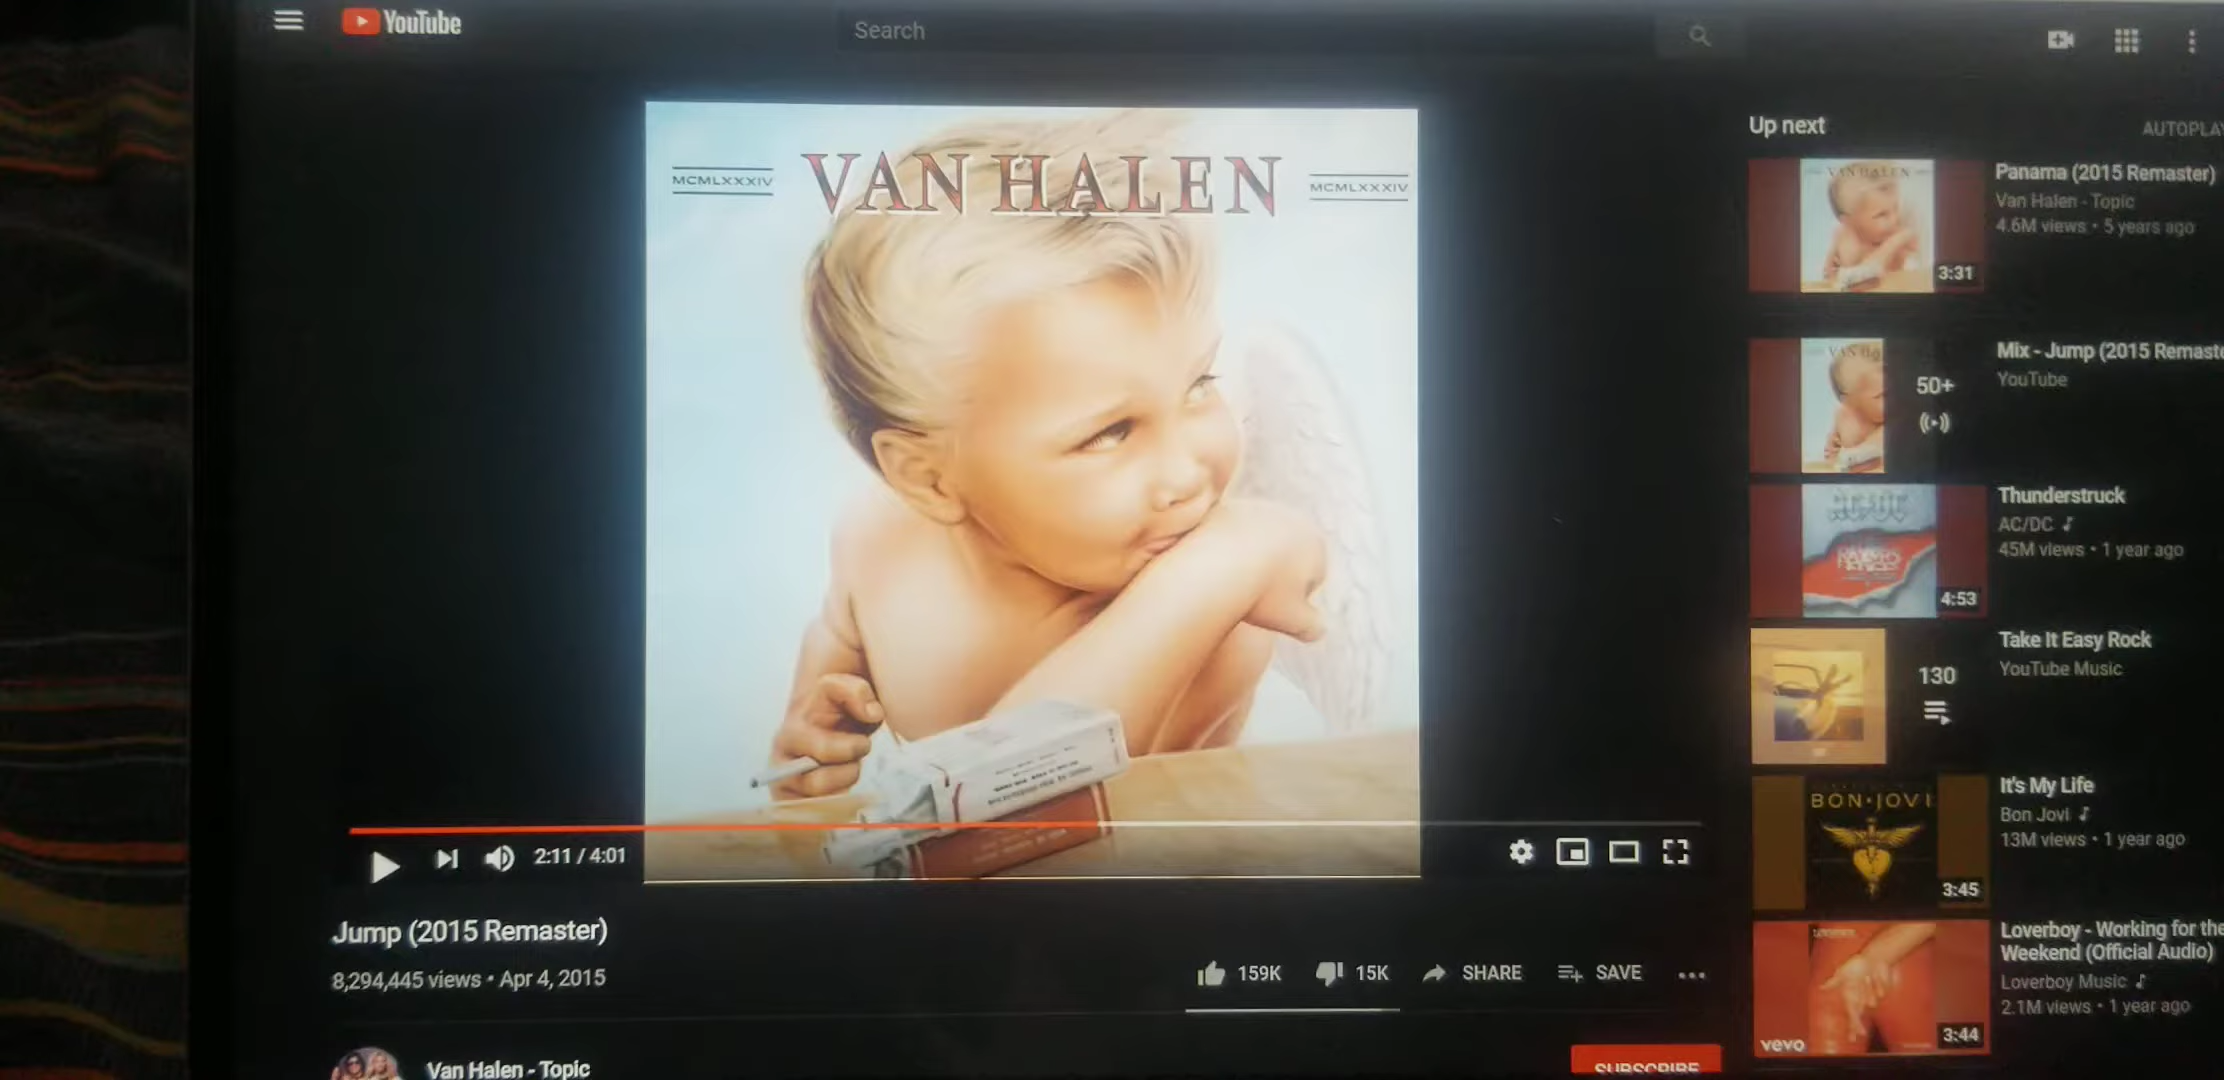 YouTube
Search
MCMLXXXIV
VAN HALEN
MCMLXXXIV
2:11 / 4:01
Jump (2015 Remaster)
8,294,445 views • Apr 4, 2015
159K
15K
SHARE
SAVE
Van Halen - Topic
SUBSCRIBE
Up next
AUTOPLAY
VAN HALEN
3:31
Panama (2015 Remaster)
Van Halen - Topic
4.6M views • 5 years ago
50+
Mix - Jump (2015 Remaste
YouTube
AC/DC
4:53
Thunderstruck
AC/DC
45M views • 1 year ago
130
Take It Easy Rock
YouTube Music
BON JOVI
3:45
It's My Life
Bon Jovi
13M views • 1 year ago
vevo
3:44
Loverboy - Working for the
Weekend (Official Audio)
Loverboy Music
2.1M views • 1 year ago